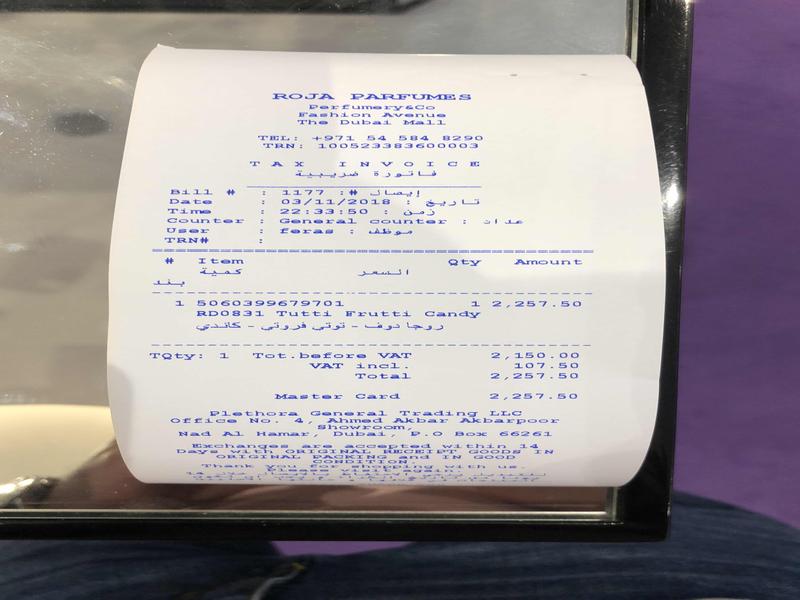 ROJA PARFUMES
Perfumery&Co
Fashion Avenue
The Dubai Mall
TEL: +971 54 584 8290
TRN: 100523383600003
TAX INVOICE
فاتورة ضريبية
Bill # : 1177 :# إيصال
Date : 03/11/2018 : تاريخ
Time : 22:33:50 : زمن
Counter : General counter : عداد
User : feras : موظف
TRN# :
# Item Qty Amount
كمية السعر
بند
1 5060399679701 1 2,257.50
RD0831 Tutti Frutti Candy
روجا دوف - توتي فروتي - كاندي
TQty: 1 Tot.before VAT 2,150.00
VAT incl. 107.50
Total 2,257.50
Master Card 2,257.50
Plethora General Trading LLC
Office No. 4, Ahmed Akbar Akbarpoor
Showroom,
Nad Al Hamar, Dubai, P.O Box 66261
Exchanges are accepted within 14
Days with ORIGINAL RECEIPT GOODS IN
ORIGINAL PACKING and IN GOOD
CONDITION.
Thank you for shopping with us.
Please visit again.